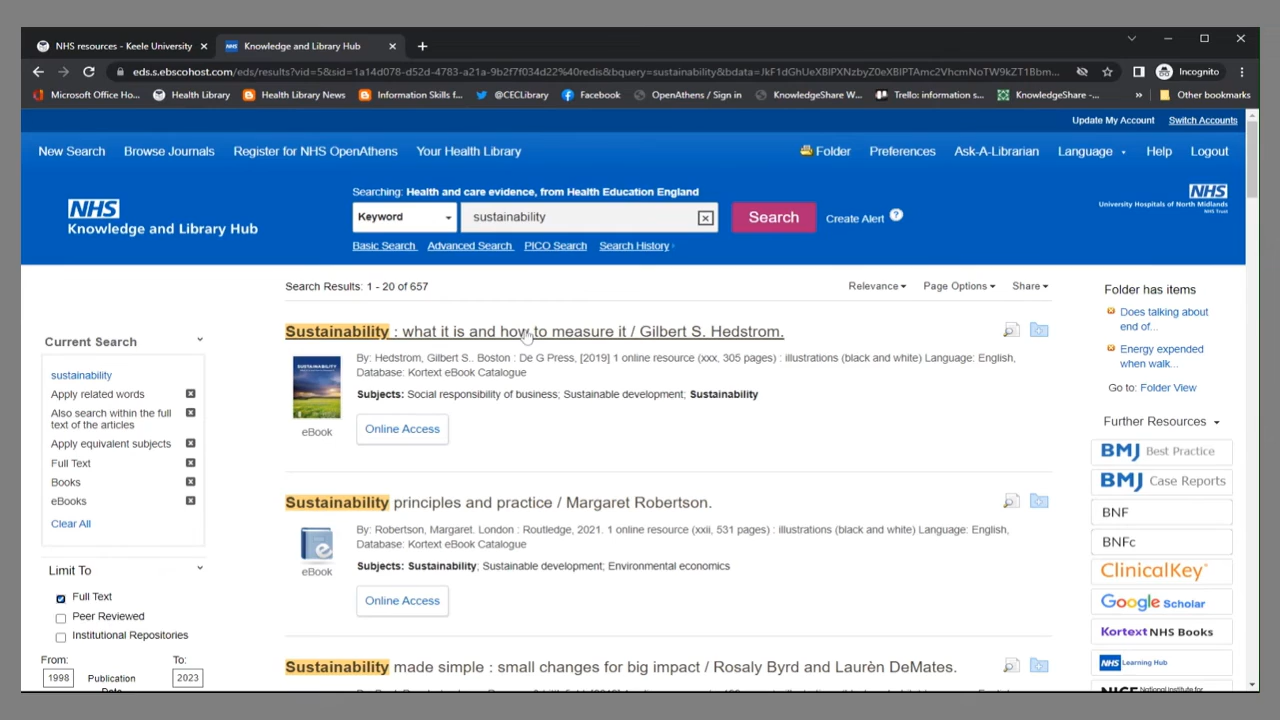 NHS resources - Keele University
Knowledge and Library Hub
eds.s.ebscohost.com/eds/results?vid=5&sid=1a14d078-d52d-4783-a21a-9b2f7f034d22%40redis&bquery=sustainability&bdata=JkF1dGhUeXBlPXNzbyZ0eXBlPTAmc2VhcmNoTW9kZT1Bbm...
Incognito
Microsoft Office Ho...
Health Library
Health Library News
Information Skills f...
@CECLibrary
Facebook
OpenAthens / Sign in
KnowledgeShare W...
Trello: information s...
KnowledgeShare -...
»
Other bookmarks
Update My Account
Switch Accounts
New Search
Browse Journals
Register for NHS OpenAthens
Your Health Library
Folder
Preferences
Ask-A-Librarian
Language
Help
Logout
NHS
Knowledge and Library Hub
Searching: Health and care evidence, from Health Education England
Keyword
sustainability
Search
Create Alert
?
Basic Search
Advanced Search
PICO Search
Search History
NHS
University Hospitals of North Midlands
NHS Trust
Search Results: 1 - 20 of 657
Relevance
Page Options
Share
Current Search
sustainability
Apply related words
Also search within the full
text of the articles
Apply equivalent subjects
Full Text
Books
eBooks
Clear All
Limit To
Full Text
Peer Reviewed
Institutional Repositories
From:
To:
1998
Publication
2023
Sustainability : what it is and how to measure it / Gilbert S. Hedstrom.
By: Hedstrom, Gilbert S.. Boston : De G Press, [2019] 1 online resource (xxx, 305 pages) : illustrations (black and white) Language: English,
Database: Kortext eBook Catalogue
Subjects: Social responsibility of business; Sustainable development; Sustainability
SUSTAINABILITY
eBook
Online Access
Sustainability principles and practice / Margaret Robertson.
By: Robertson, Margaret. London : Routledge, 2021. 1 online resource (xxii, 531 pages) : illustrations (black and white) Language: English,
Database: Kortext eBook Catalogue
Subjects: Sustainability; Sustainable development; Environmental economics
eBook
Online Access
Sustainability made simple : small changes for big impact / Rosaly Byrd and Laurèn DeMates.
Folder has items
Does talking about
end of...
Energy expended
when walk...
Go to: Folder View
Further Resources
BMJ Best Practice
BMJ Case Reports
BNF
BNFc
ClinicalKey®
Google Scholar
Kortext NHS Books
NHS Learning Hub
National Institute for